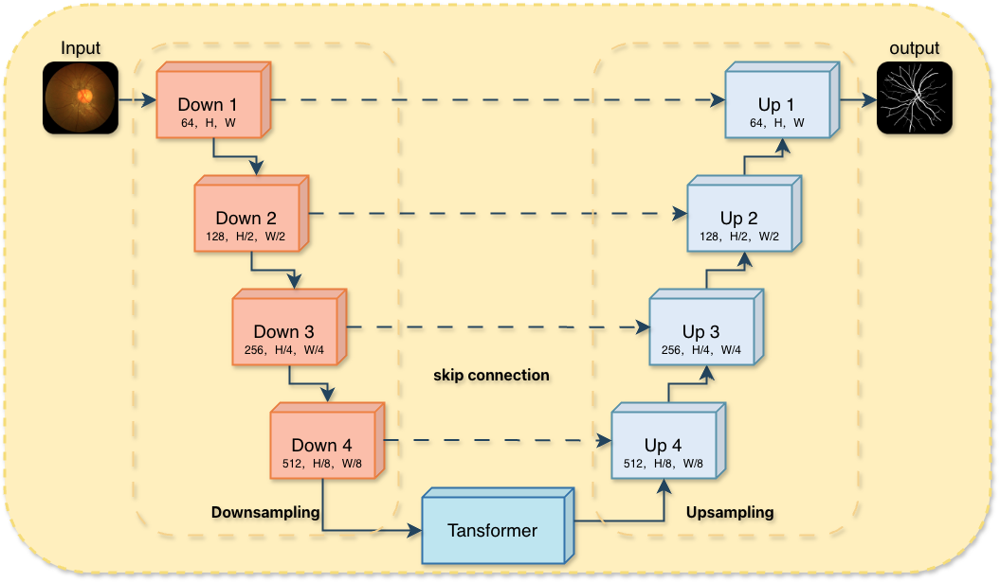 Input
output
Down 1
64, H, W
Up 1
64, H, W
Down 2
128, H/2, W/2
Up 2
128, H/2, W/2
Down 3
256, H/4, W/4
Up 3
256, H/4, W/4
skip connection
Down 4
512, H/8, W/8
Up 4
512, H/8, W/8
Downsampling
Upsampling
Tansformer